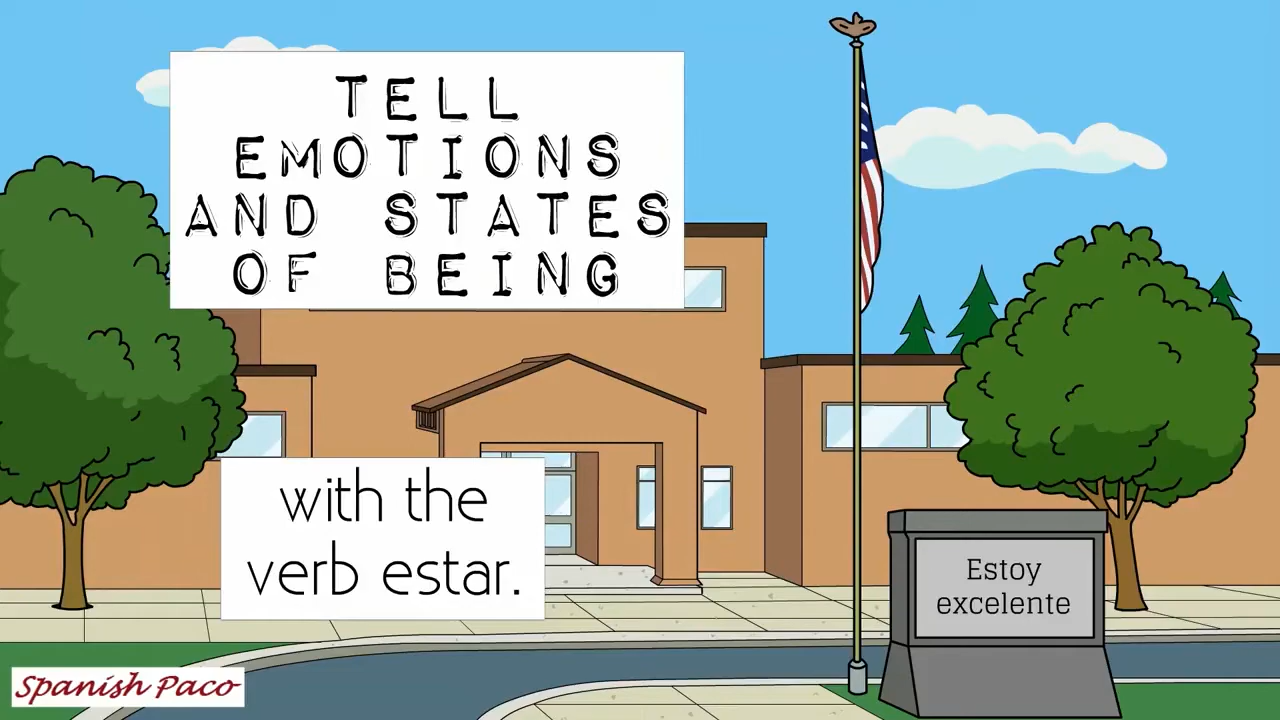 TELL
EMOTIONS
AND STATES
OF BEING
with the
verb estar.
Estoy
excelente
Spanish Paco